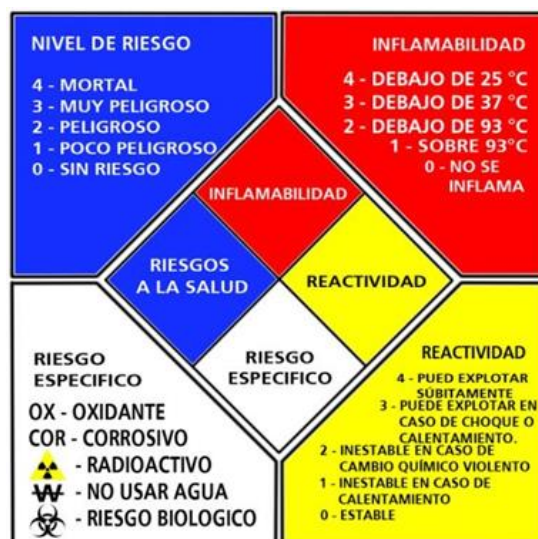 NIVEL DE RIESGO
4 - MORTAL
3 - MUY PELIGROSO
2 - PELIGROSO
1 - POCO PELIGROSO
0 - SIN RIESGO
INFLAMABILIDAD
4 - DEBAJO DE 25 °C
3 - DEBAJO DE 37 °C
2 - DEBAJO DE 93 °C
1 - SOBRE 93°C
0 - NO SE
INFLAMA
INFLAMABILIDAD
RIESGOS
A LA SALUD
REACTIVIDAD
RIESGO
ESPECIFICO
RIESGO
ESPECIFICO
OX - OXIDANTE
COR - CORROSIVO
- RADIOACTIVO
W - NO USAR AGUA
- RIESGO BIOLOGICO
REACTIVIDAD
4 - PUED EXPLOTAR
SÚBITAMENTE
3 - PUEDE EXPLOTAR EN
CASO DE CHOQUE O
CALENTAMIENTO.
2 - INESTABLE EN CASO DE
CAMBIO QUÍMICO VIOLENTO
1 - INESTABLE EN CASO DE
CALENTAMIENTO
0 - ESTABLE